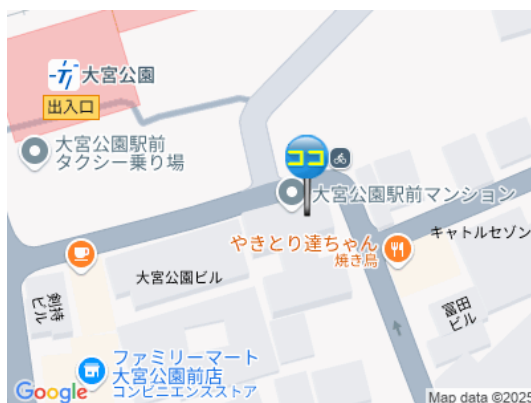 大宮公園
出入口
大宮公園駅前
タクシー乗り場
ココ
大宮公園駅前マンション
やきとり達ちゃん
焼き鳥
キャトルセゾン
大宮公園ビル
剣持
ビル
富田
ビル
ファミリーマート
大宮公園前店
コンビニエンスストア
Google
Map data ©2023